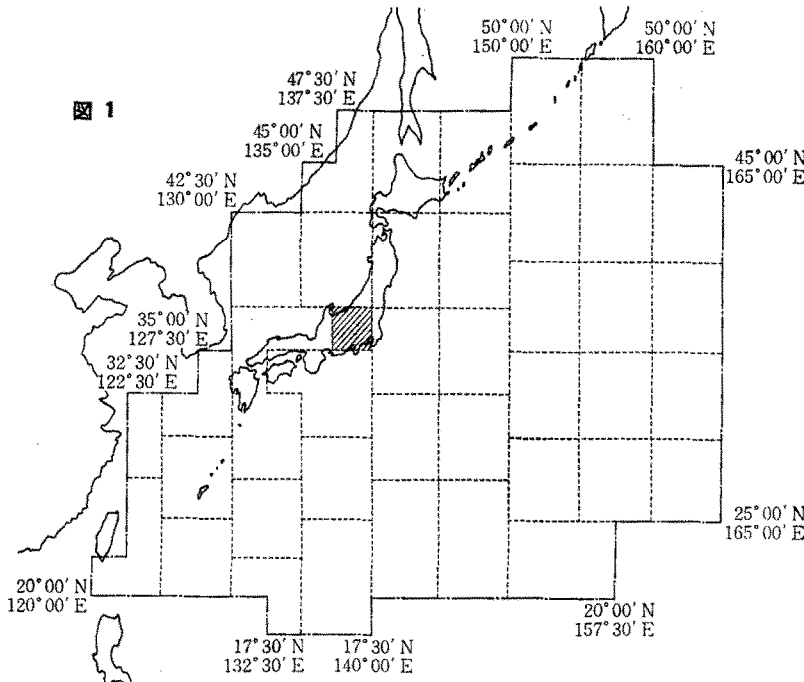 50°00′N
150°00′E
50°00′N
160°00′E
47°30′N
137°30′E
図 1
45°00′N
135°00′E
45°00′N
165°00′E
42°30′N
130°00′E
35°00′N
127°30′E
32°30′N
122°30′E
25°00′N
165°00′E
20°00′N
120°00′E
20°00′N
157°30′E
17°30′N
132°30′E
17°30′N
140°00′E